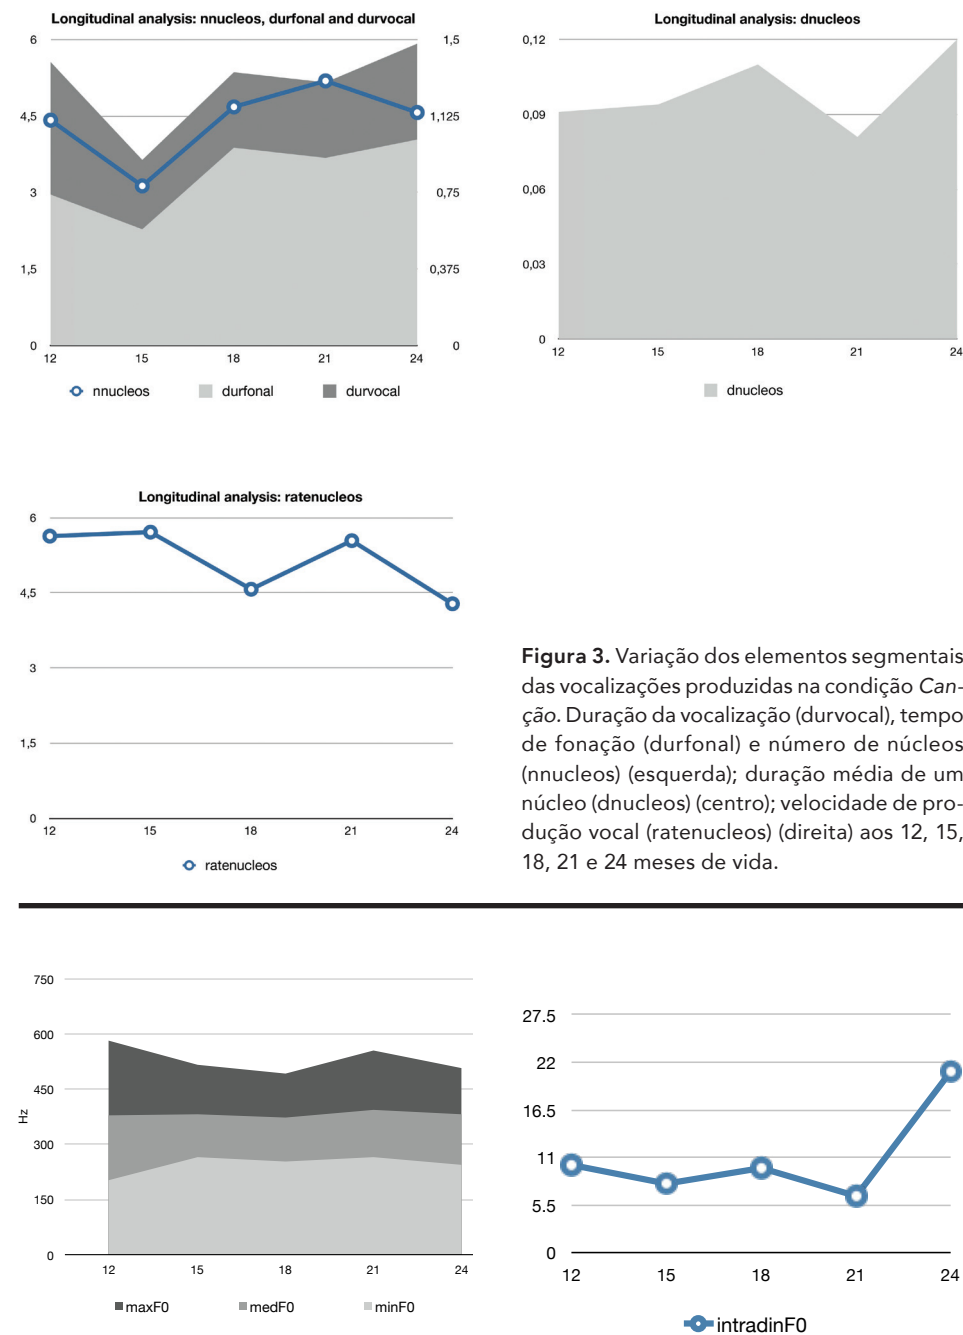 Longitudinal analysis: nnucleos, durfonal and durvocal
6
4,5
3
1,5
0
1,5
1,125
0,75
0,375
0
12 15 18 21 24
nnucleos durfonal durvocal
Longitudinal analysis: dnucleos
0,12
0,09
0,06
0,03
0
12 15 18 21 24
dnucleos
Longitudinal analysis: ratenucleos
6
4,5
3
1,5
0
12 15 18 21 24
ratenucleos
Figura 3. Variação dos elementos segmentais
das vocalizações produzidas na condição Can-
ção. Duração da vocalização (durvocal), tempo
de fonação (durfonal) e número de núcleos
(nnucleos) (esquerda); duração média de um
núcleo (dnucleos) (centro); velocidade de pro-
dução vocal (ratenucleos) (direita) aos 12, 15,
18, 21 e 24 meses de vida.
750
600
450
300
150
0
Hz
12 15 18 21 24
maxF0 medF0 minF0
27.5
22
16.5
11
5.5
0
12 15 18 21 24
intradinF0